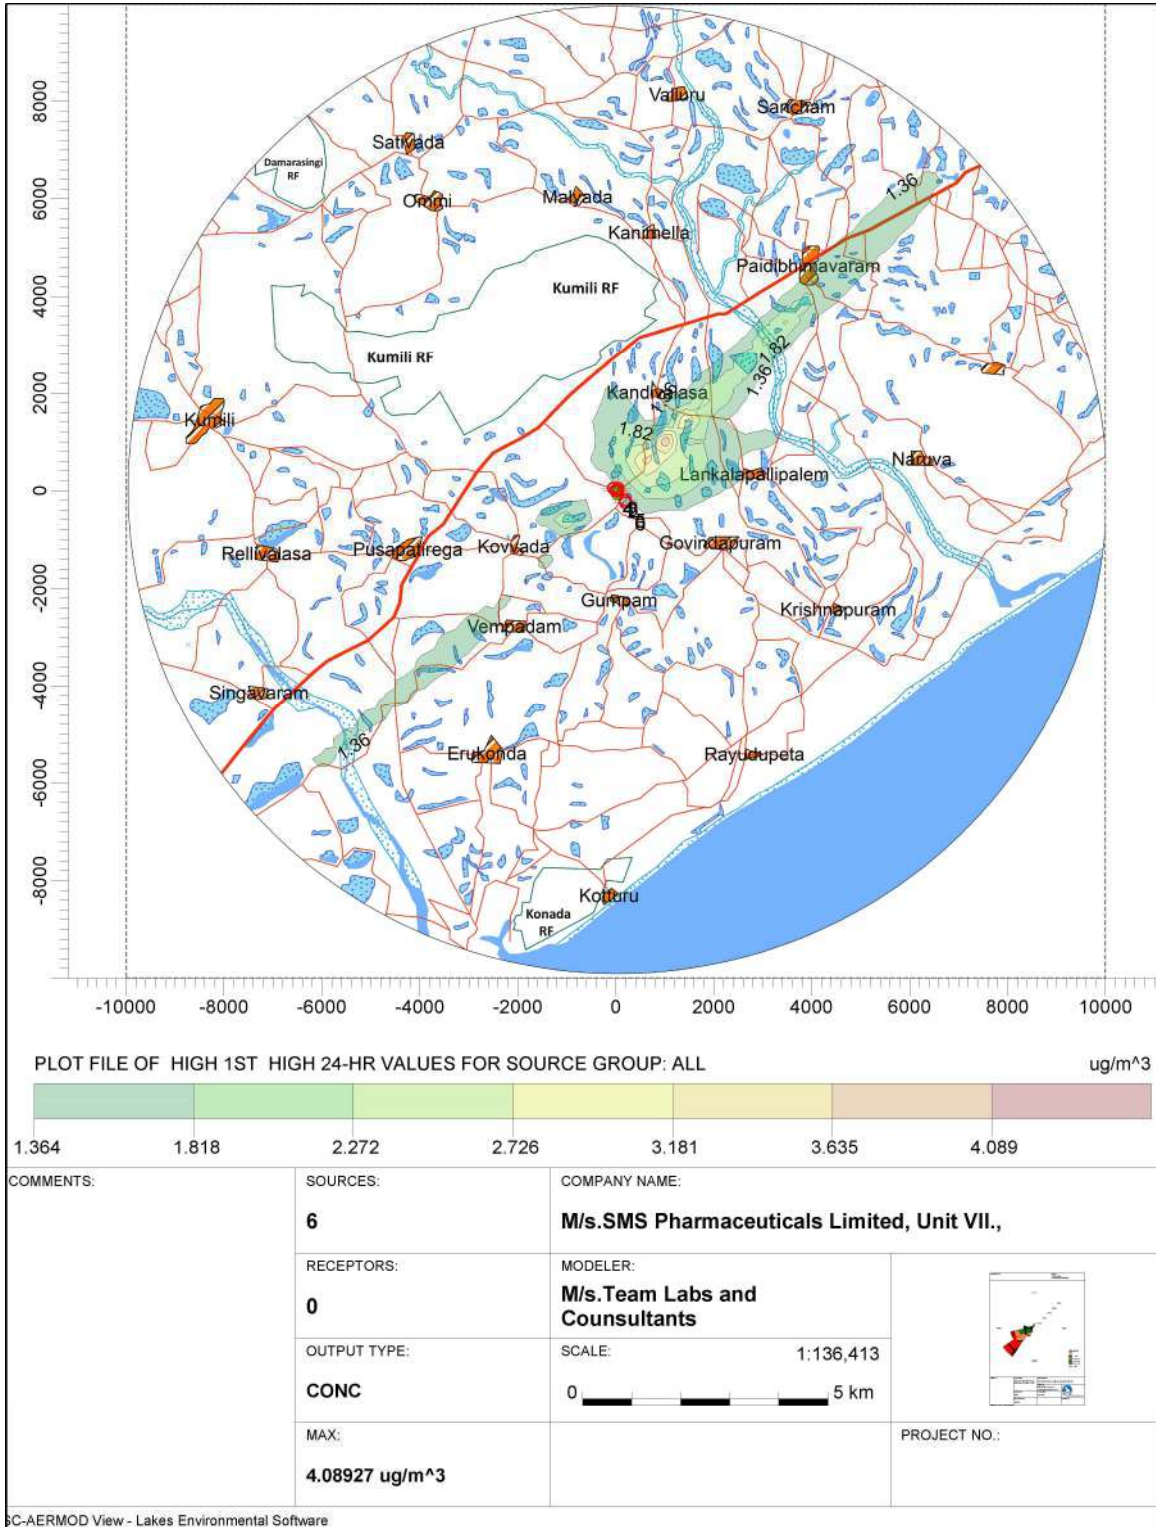 8000
6000
4000
2000
0
-2000
-4000
-6000
-8000
Valluru
Sancham
Sativada
Damarasingi
RF
1.36
Ommi
Malyada
Kanimella
Paidibhimavaram
Kumili RF
Kumili RF
1.82
1.36
Kandivalasa
Kumili
1.82
Lankalapallipalem
Naruva
Rellivalasa
Pusapatirega
Kovvada
Govindapuram
Gumpam
Krishnapuram
Vempadam
Singavaram
1.36
Erukonda
Rayudupeta
Kotturu
Konada
RF
-10000 -8000 -6000 -4000 -2000 0 2000 4000 6000 8000 10000
PLOT FILE OF HIGH 1ST HIGH 24-HR VALUES FOR SOURCE GROUP: ALL ug/m^3
1.364 1.818 2.272 2.726 3.181 3.635 4.089
COMMENTS:
SOURCES:
6
COMPANY NAME:
M/s.SMS Pharmaceuticals Limited, Unit VII.,
RECEPTORS:
0
MODELER:
M/s.Team Labs and
Counsultants
OUTPUT TYPE:
CONC
SCALE: 1:136,413
0 5 km
MAX:
4.08927 ug/m^3
PROJECT NO.:
SC-AERMOD View - Lakes Environmental Software